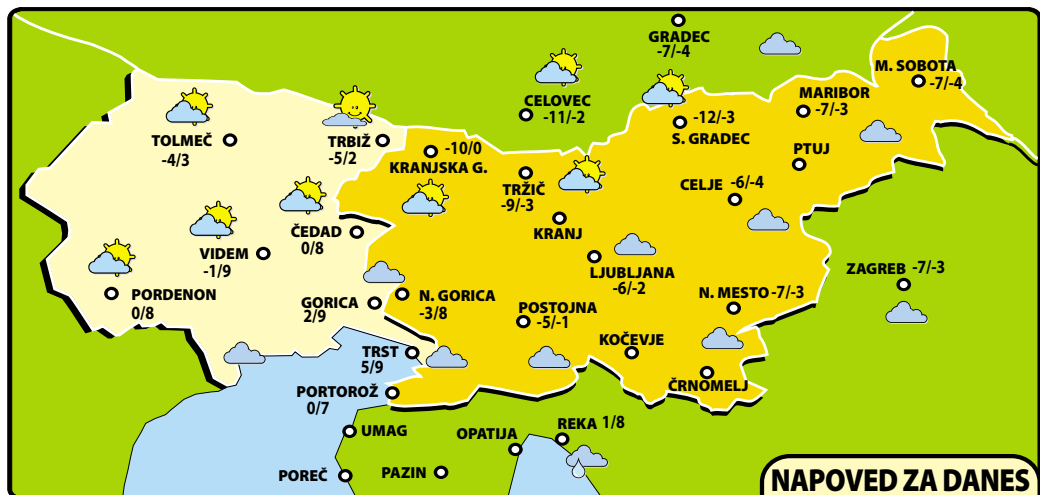 GRADEC
-7/-4
M. SOBOTA
-7/-4
MARIBOR
-7/-3
CELOVEC
-11/-2
-12/-3
S. GRADEC
TOLMEČ
-4/3
TRBIŽ
-5/2
-10/0
KRANJSKA G.
TRŽIČ
-9/-3
PTUJ
CELJE -6/-4
KRANJ
ČEDAD
0/8
VIDEM
-1/9
LJUBLJANA
-6/-2
ZAGREB -7/-3
PORDENON
0/8
GORICA
2/9
N. GORICA
-3/8
POSTOJNA
-5/-1
N. MESTO -7/-3
KOČEVJE
TRST
5/9
ČRNOMELJ
PORTOROŽ
0/7
UMAG
OPATIJA
REKA 1/8
POREČ
PAZIN
NAPOVED ZA DANES